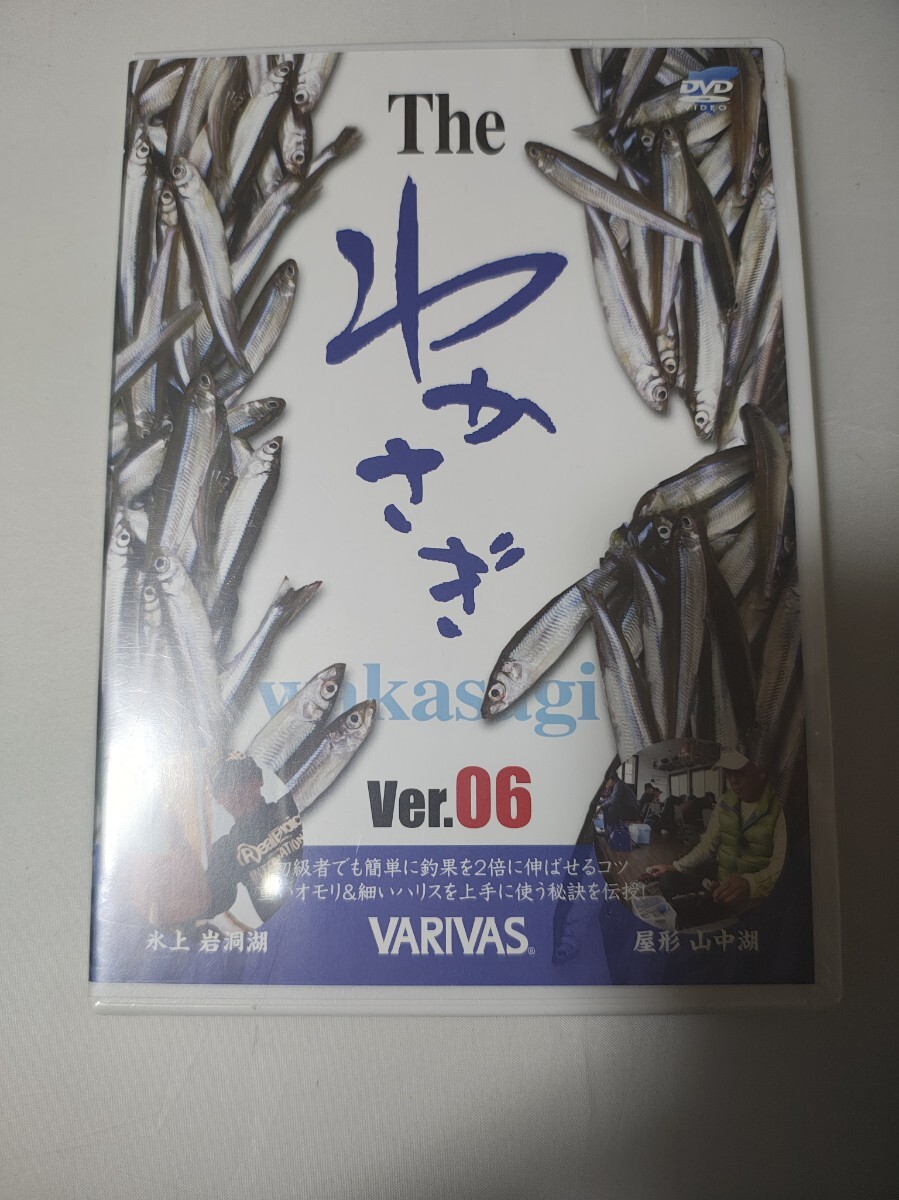 DVD
VIDEO
The
わかさぎ
wakasagi
Ver.06
初級者でも簡単に釣果を2倍に伸ばせるコツ
重いオモリ&細いハリスを上手に使う秘訣を伝授!
氷上 岩洞湖
VARIVAS®
屋形 山中湖